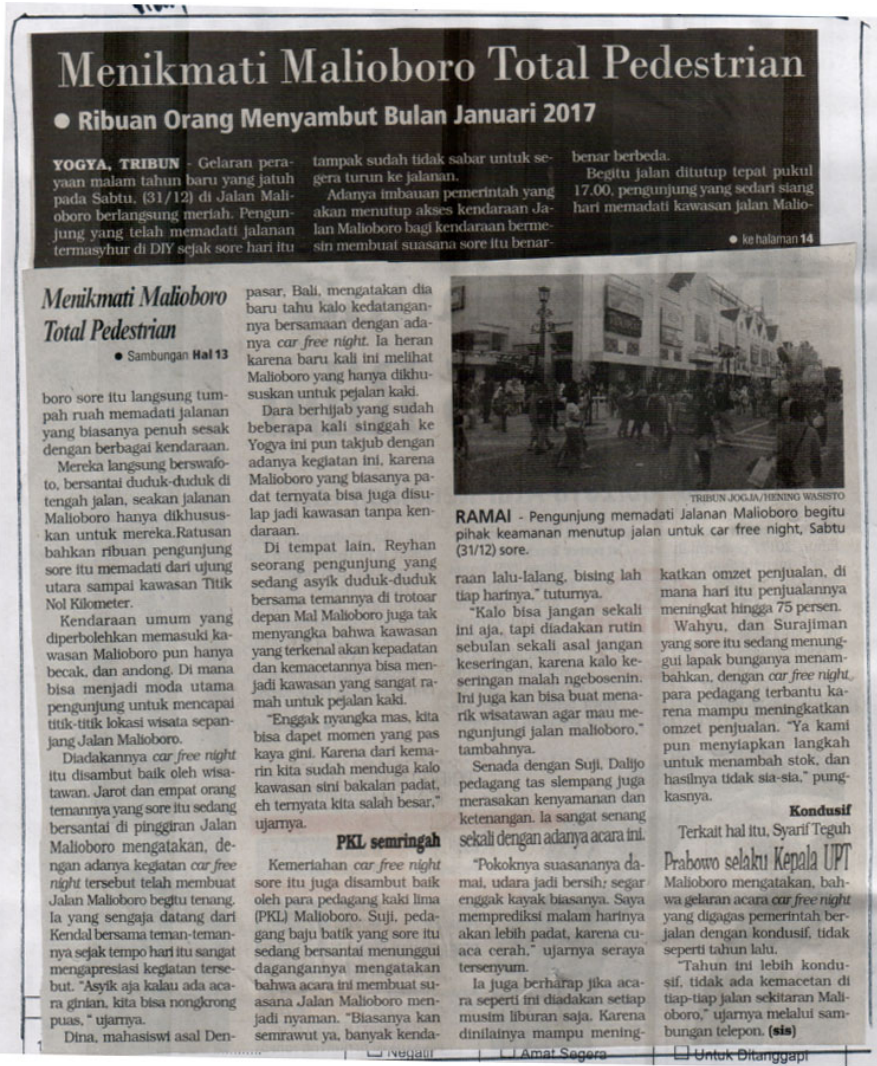 Menikmati Malioboro Total Pedestrian
● Ribuan Orang Menyambut Bulan Januari 2017
YOGYA, TRIBUN - Gelaran pera-
yaan malam tahun baru yang jatuh
pada Sabtu, (31/12) di Jalan Mali-
oboro berlangsung meriah. Pengun-
jung yang telah memadati jalanan
termasyhur di DIY sejak sore hari itu
tampak sudah tidak sabar untuk se-
gera turun ke jalanan.
Adanya imbauan pemerintah yang
akan menutup akses kendaraan Ja-
lan Malioboro bagi kendaraan berme-
sin membuat suasana sore itu benar-
benar berbeda.
Begitu jalan ditutup tepat pukul
17.00, pengunjung yang sedari siang
hari memadati kawasan jalan Malio-
● ke halaman 14
Menikmati Malioboro
Total Pedestrian
● Sambungan Hal 13
boro sore itu langsung tum-
pah ruah memadati jalanan
yang biasanya penuh sesak
dengan berbagai kendaraan.
Mereka langsung berswafo-
to, bersantai duduk-duduk di
tengah jalan, seakan jalanan
Malioboro hanya dikhusus-
kan untuk mereka.Ratusan
bahkan ribuan pengunjung
sore itu memadati dari ujung
utara sampai kawasan Titik
Nol Kilometer.
Kendaraan umum yang
diperbolehkan memasuki ka-
wasan Malioboro pun hanya
becak, dan andong. Di mana
bisa menjadi moda utama
pengunjung untuk mencapai
titik-titik lokasi wisata sepan-
jang Jalan Malioboro.
Diadakannya car free night
itu disambut baik oleh wisa-
tawan. Jarot dan empat orang
temannya yang sore itu sedang
bersantai di pinggiran Jalan
Malioboro mengatakan, de-
ngan adanya kegiatan car free
night tersebut telah membuat
Jalan Malioboro begitu tenang.
Ia yang sengaja datang dari
Kendal bersama teman-teman-
nya sejak tempo hari itu sangat
mengapresiasi kegiatan terse-
but. "Asyik aja kalau ada aca-
ra ginian, kita bisa nongkrong
puas, " ujarnya.
Dina, mahasiswi asal Den-
pasar, Bali, mengatakan dia
baru tahu kalo kedatangan-
nya bersamaan dengan ada-
nya car free night. Ia heran
karena baru kali ini melihat
Malioboro yang hanya dikhu-
suskan untuk pejalan kaki.
Dara berhijab yang sudah
beberapa kali singgah ke
Yogya ini pun takjub dengan
adanya kegiatan ini, karena
Malioboro yang biasanya pa-
dat ternyata bisa juga disu-
lap jadi kawasan tanpa ken-
daraan.
Di tempat lain, Reyhan
seorang pengunjung yang
sedang asyik duduk-duduk
bersama temannya di trotoar
depan Mal Malioboro juga tak
menyangka bahwa kawasan
yang terkenal akan kepadatan
dan kemacetannya bisa men-
jadi kawasan yang sangat ra-
mah untuk pejalan kaki.
"Enggak nyangka mas, kita
bisa dapet momen yang pas
kaya gini. Karena dari kema-
rin kita sudah menduga kalo
kawasan sini bakalan padat,
eh ternyata kita salah besar,"
ujarnya.
PKL semringah
Kemeriahan car free night
sore itu juga disambut baik
oleh para pedagang kaki lima
(PKL) Malioboro. Suji, peda-
gang baju batik yang sore itu
sedang bersantai menunggui
dagangannya mengatakan
bahwa acara ini membuat su-
asana Jalan Malioboro men-
jadi nyaman. "Biasanya kan
semrawut ya, banyak kenda-
TRIBUN JOGJA/HENING WASISTO
RAMAI - Pengunjung memadati Jalanan Malioboro begitu
pihak keamanan menutup jalan untuk car free night, Sabtu
(31/12) sore.
raan lalu-lalang, bising lah
tiap harinya," tuturnya.
"Kalo bisa jangan sekali
ini aja, tapi diadakan rutin
sebulan sekali asal jangan
keseringan, karena kalo ke-
seringan malah ngebosenin.
Ini juga kan bisa buat mena-
rik wisatawan agar mau me-
ngunjungi jalan malioboro,"
tambahnya.
Senada dengan Suji, Dalijo
pedagang tas slempang juga
merasakan kenyamanan dan
ketenangan. Ia sangat senang
sekali dengan adanya acara ini.
"Pokoknya suasananya da-
mai, udara jadi bersih; segar
enggak kayak biasanya. Saya
memprediksi malam harinya
akan lebih padat, karena cu-
aca cerah," ujarnya seraya
tersenyum.
Ia juga berharap jika aca-
ra seperti ini diadakan setiap
musim liburan saja. Karena
dinilainya mampu mening-
katkan omzet penjualan, di
mana hari itu penjualannya
meningkat hingga 75 persen.
Wahyu, dan Surajiman
yang sore itu sedang menung-
gui lapak bunganya menam-
bahkan, dengan car free night,
para pedagang terbantu ka-
rena mampu meningkatkan
omzet penjualan. "Ya kami
pun menyiapkan langkah
untuk menambah stok, dan
hasilnya tidak sia-sia," pung-
kasnya.
Kondusif
Terkait hal itu, Syarif Teguh
Prabowo selaku Kepala UPT
Malioboro mengatakan, bah-
wa gelaran acara car free night
yang digagas pemerintah ber-
jalan dengan kondusif, tidak
seperti tahun lalu.
"Tahun ini lebih kondu-
sif, tidak ada kemacetan di
tiap-tiap jalan sekitaran Mali-
oboro," ujarnya melalui sam-
bungan telepon. (sis)
Negatif
Amat Segera
Untuk Ditanggapi